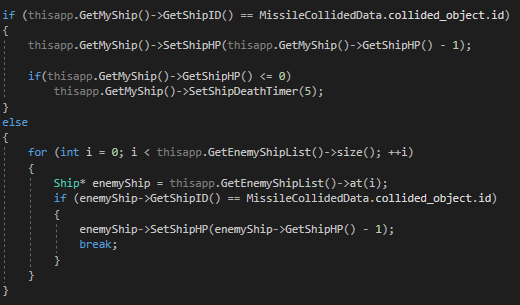 if (thisapp.GetMyShip()->GetShipID() == MissileCollidedData.collided_object.id)
{
    thisapp.GetMyShip()->SetShipHP(thisapp.GetMyShip()->GetShipHP() - 1);

    if(thisapp.GetMyShip()->GetShipHP() <= 0)
        thisapp.GetMyShip()->SetShipDeathTimer(5);
}
else
{
    for (int i = 0; i < thisapp.GetEnemyShipList()->size(); ++i)
    {
        Ship* enemyShip = thisapp.GetEnemyShipList()->at(i);
        if (enemyShip->GetShipID() == MissileCollidedData.collided_object.id)
        {
            enemyShip->SetShipHP(enemyShip->GetShipHP() - 1);
            break;
        }
    }
}